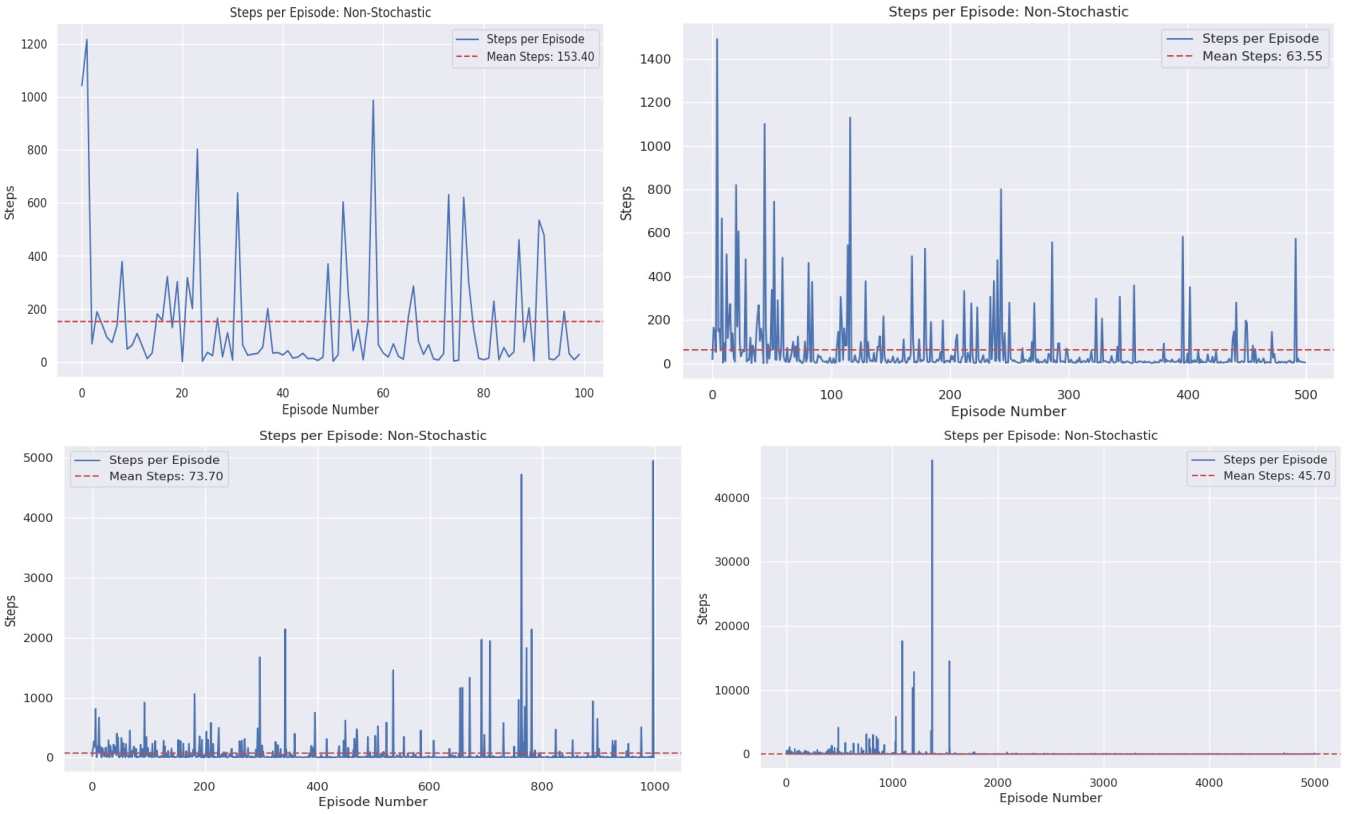 Steps per Episode: Non-Stochastic
Steps per Episode
Mean Steps: 153.40
1200
1000
800
600
400
200
0
Steps
0 20 40 60 80 100
Episode Number
Steps per Episode: Non-Stochastic
Steps per Episode
Mean Steps: 63.55
1400
1200
1000
800
600
400
200
0
Steps
0 100 200 300 400 500
Episode Number
Steps per Episode: Non-Stochastic
Steps per Episode
Mean Steps: 73.70
5000
4000
3000
2000
1000
0
Steps
0 200 400 600 800 1000
Episode Number
Steps per Episode: Non-Stochastic
Steps per Episode
Mean Steps: 45.70
40000
30000
20000
10000
0
Steps
0 1000 2000 3000 4000 5000
Episode Number